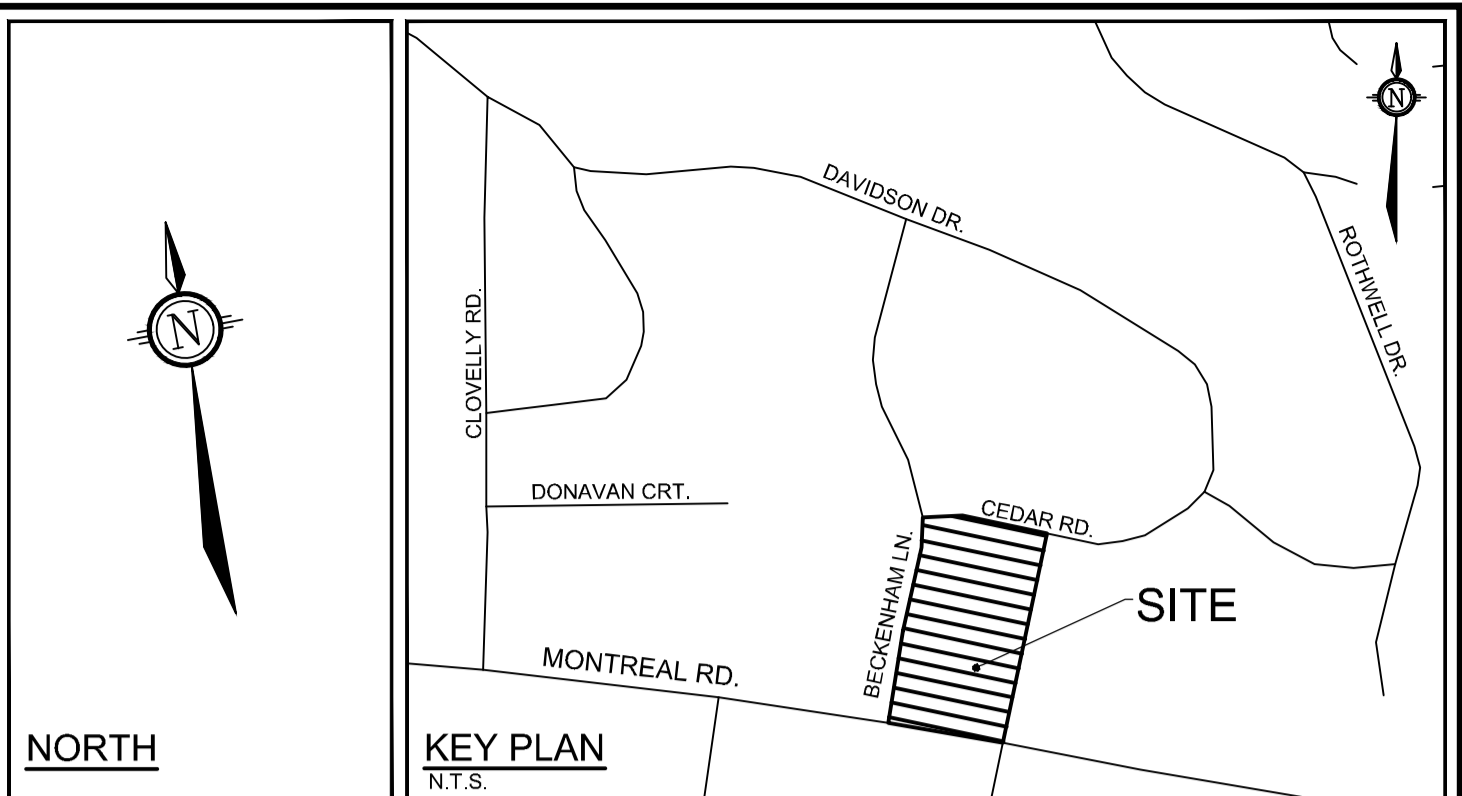 N
NORTH
N
DAVIDSON DR.
ROTHWELL DR.
CLOVELLY RD.
DONAVAN CRT.
CEDAR RD.
BECKENHAM LN.
SITE
MONTREAL RD.
KEY PLAN
N.T.S.